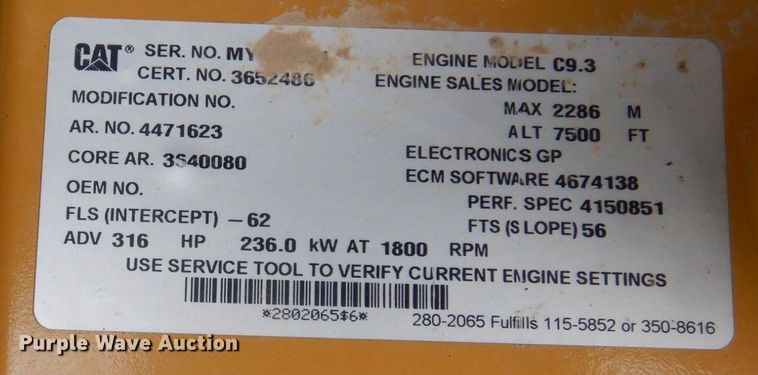 CAT® SER. NO. MY
CERT. NO. 3652486
MODIFICATION NO.
AR. NO. 4471623
CORE AR. 3640080
OEM NO.
FLS (INTERCEPT) -62
ADV 316 HP 236.0 kW AT 1800 RPM
ENGINE MODEL C9.3
ENGINE SALES MODEL:
MAX 2286 M
ALT 7500 FT
ELECTRONICS GP
ECM SOFTWARE 4674138
PERF. SPEC 4150851
FTS (SLOPE) 56
USE SERVICE TOOL TO VERIFY CURRENT ENGINE SETTINGS
*2802065$6*
280-2065 Fulfills 115-5852 or 350-8616
Purple Wave Auction